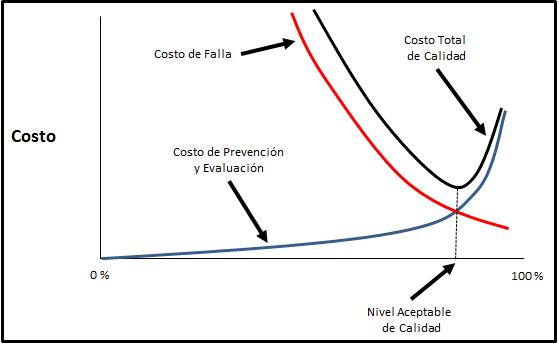 Costo de Falla
Costo Total
de Calidad
Costo
Costo de Prevención
y Evaluación
0 %
100 %
Nivel Aceptable
de Calidad